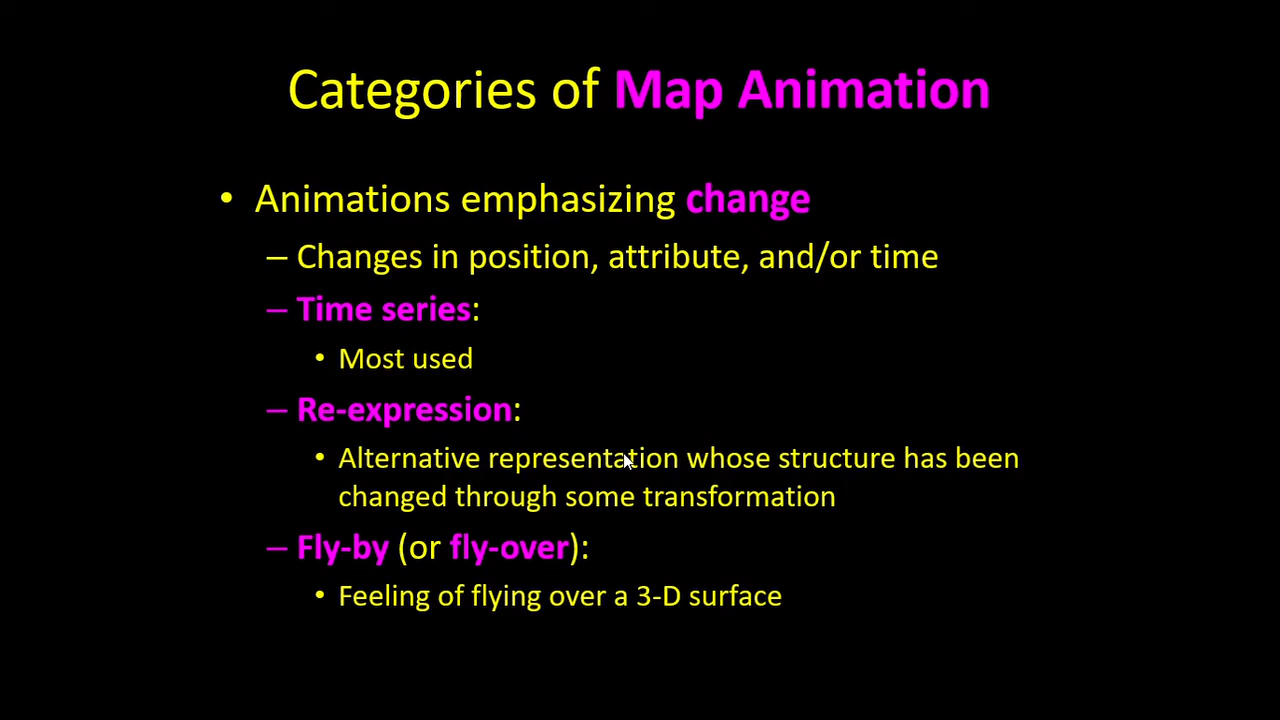 Categories of Map Animation
• Animations emphasizing change
– Changes in position, attribute, and/or time
– Time series:
• Most used
– Re-expression:
• Alternative representation whose structure has been
changed through some transformation
– Fly-by (or fly-over):
• Feeling of flying over a 3-D surface